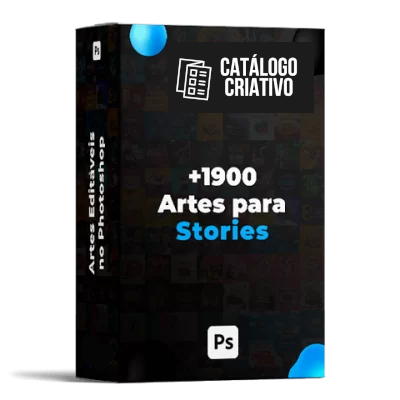 CATÁLOGO
CRIATIVO
+1900
Artes para
Stories
Ps
Artes Editáveis
no Photoshop
Ps